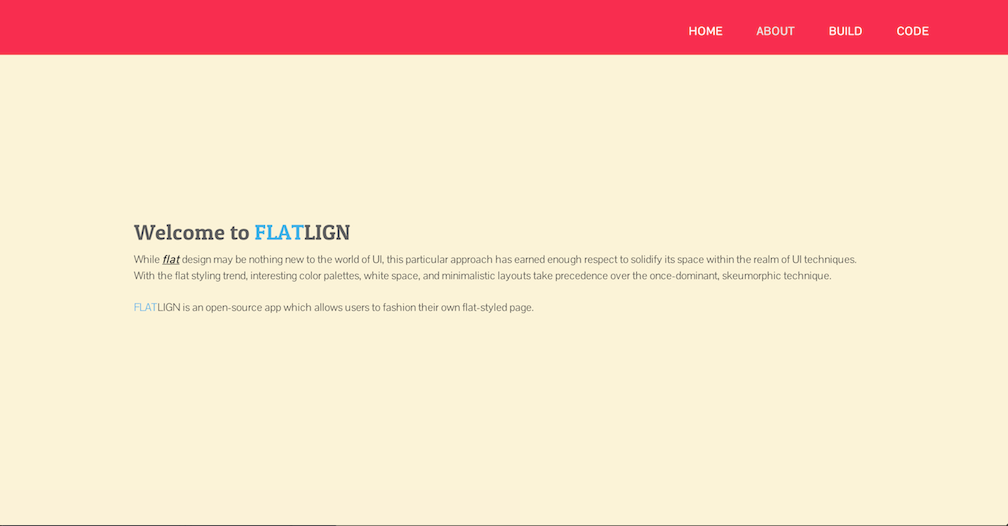 HOME ABOUT BUILD CODE
Welcome to FLATLIGN
While flat design may be nothing new to the world of UI, this particular approach has earned enough respect to solidify its space within the realm of UI techniques.
With the flat styling trend, interesting color palettes, white space, and minimalistic layouts take precedence over the once-dominant, skeumorphic technique.
FLATLIGN is an open-source app which allows users to fashion their own flat-styled page.